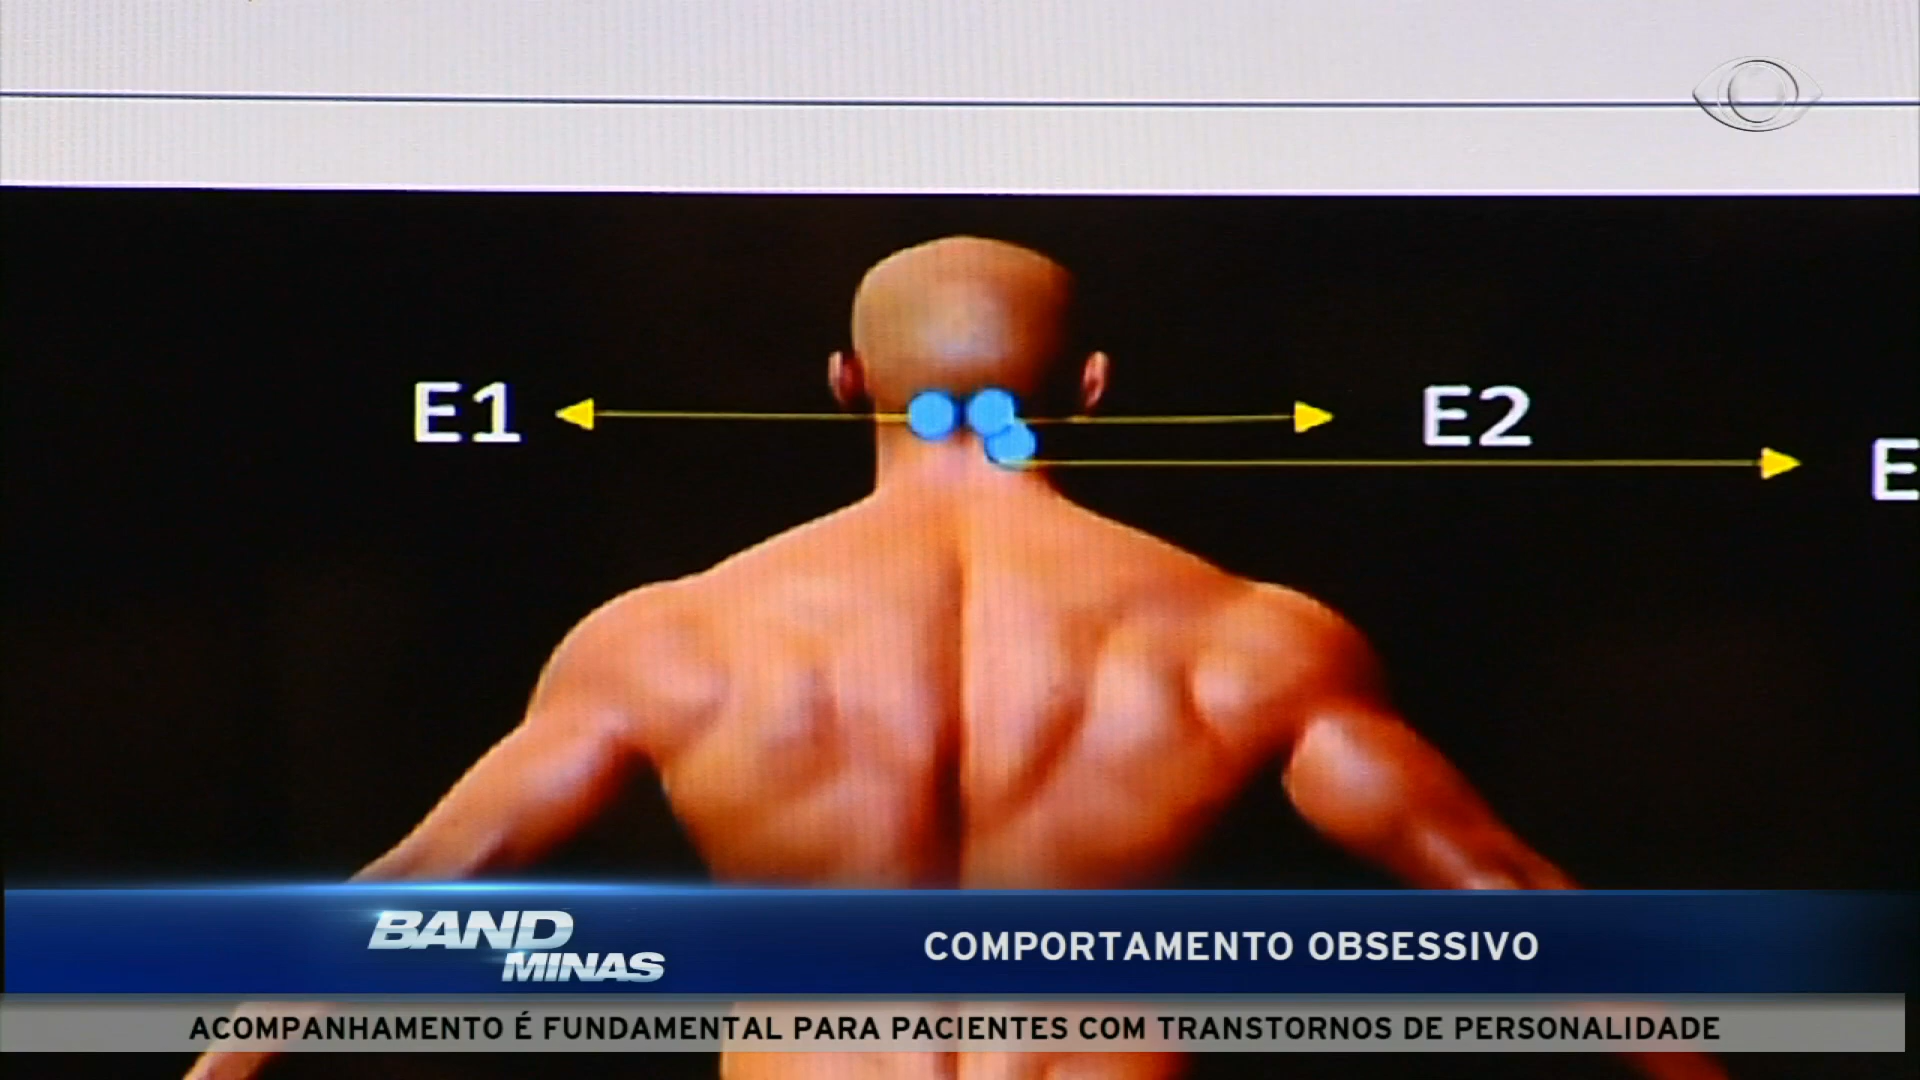 E1
E2
E
BAND
MINAS
COMPORTAMENTO OBSESSIVO
ACOMPANHAMENTO É FUNDAMENTAL PARA PACIENTES COM TRANSTORNOS DE PERSONALIDADE